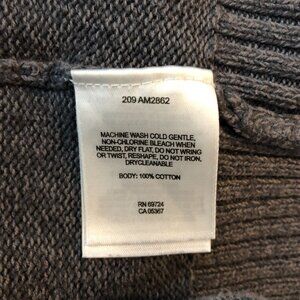 209 AM2862
MACHINE WASH COLD GENTLE,
NON-CHLORINE BLEACH WHEN
NEEDED, DRY FLAT, DO NOT WRING
OR TWIST, RESHAPE, DO NOT IRON,
DRYCLEANABLE
BODY: 100% COTTON
RN 69724
CA 05367